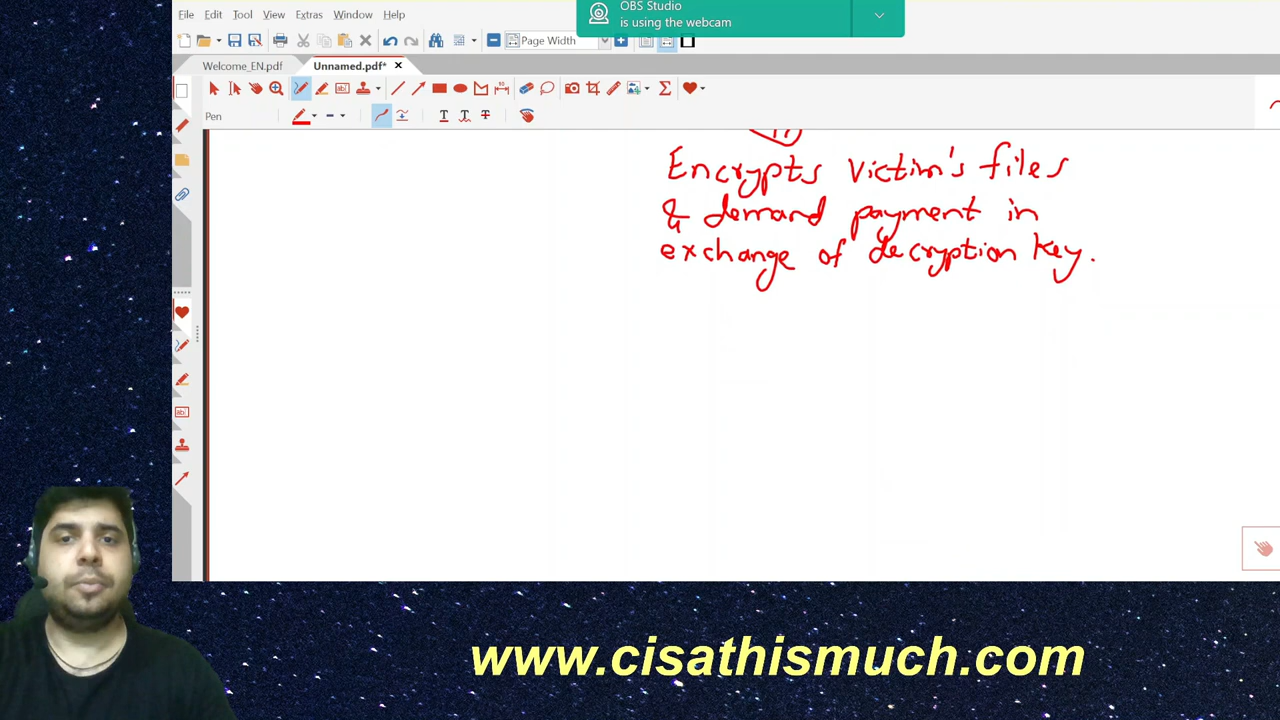 OBS Studio
is using the webcam
File Edit Tool View Extras Window Help
Page Width
Welcome_EN.pdf Unnamed.pdf*
Pen
T T T
Encrypts victim's files
& demand payment in
exchange of decryption key.
www.cisathismuch.com